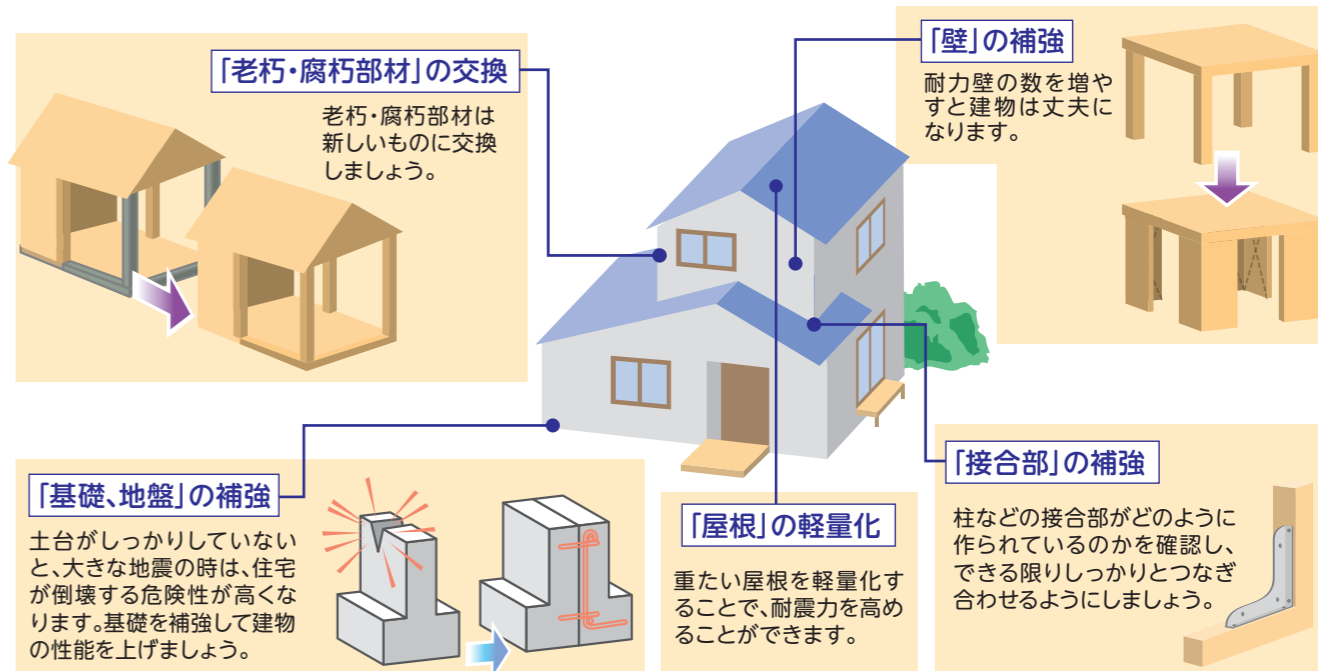 「老朽・腐朽部材」の交換
老朽・腐朽部材は
新しいものに交換
しましょう。
「壁」の補強
耐力壁の数を増や
すと建物は丈夫に
なります。
「基礎、地盤」の補強
土台がしっかりしていない
と、大きな地震の時は、住宅
が倒壊する危険性が高くな
ります。基礎を補強して建物
の性能を上げましょう。
「屋根」の軽量化
重たい屋根を軽量化す
ることで、耐震力を高め
ることができます。
「接合部」の補強
柱などの接合部がどのように
作られているのかを確認し、
できる限りしっかりとつなぎ
合わせるようにしましょう。